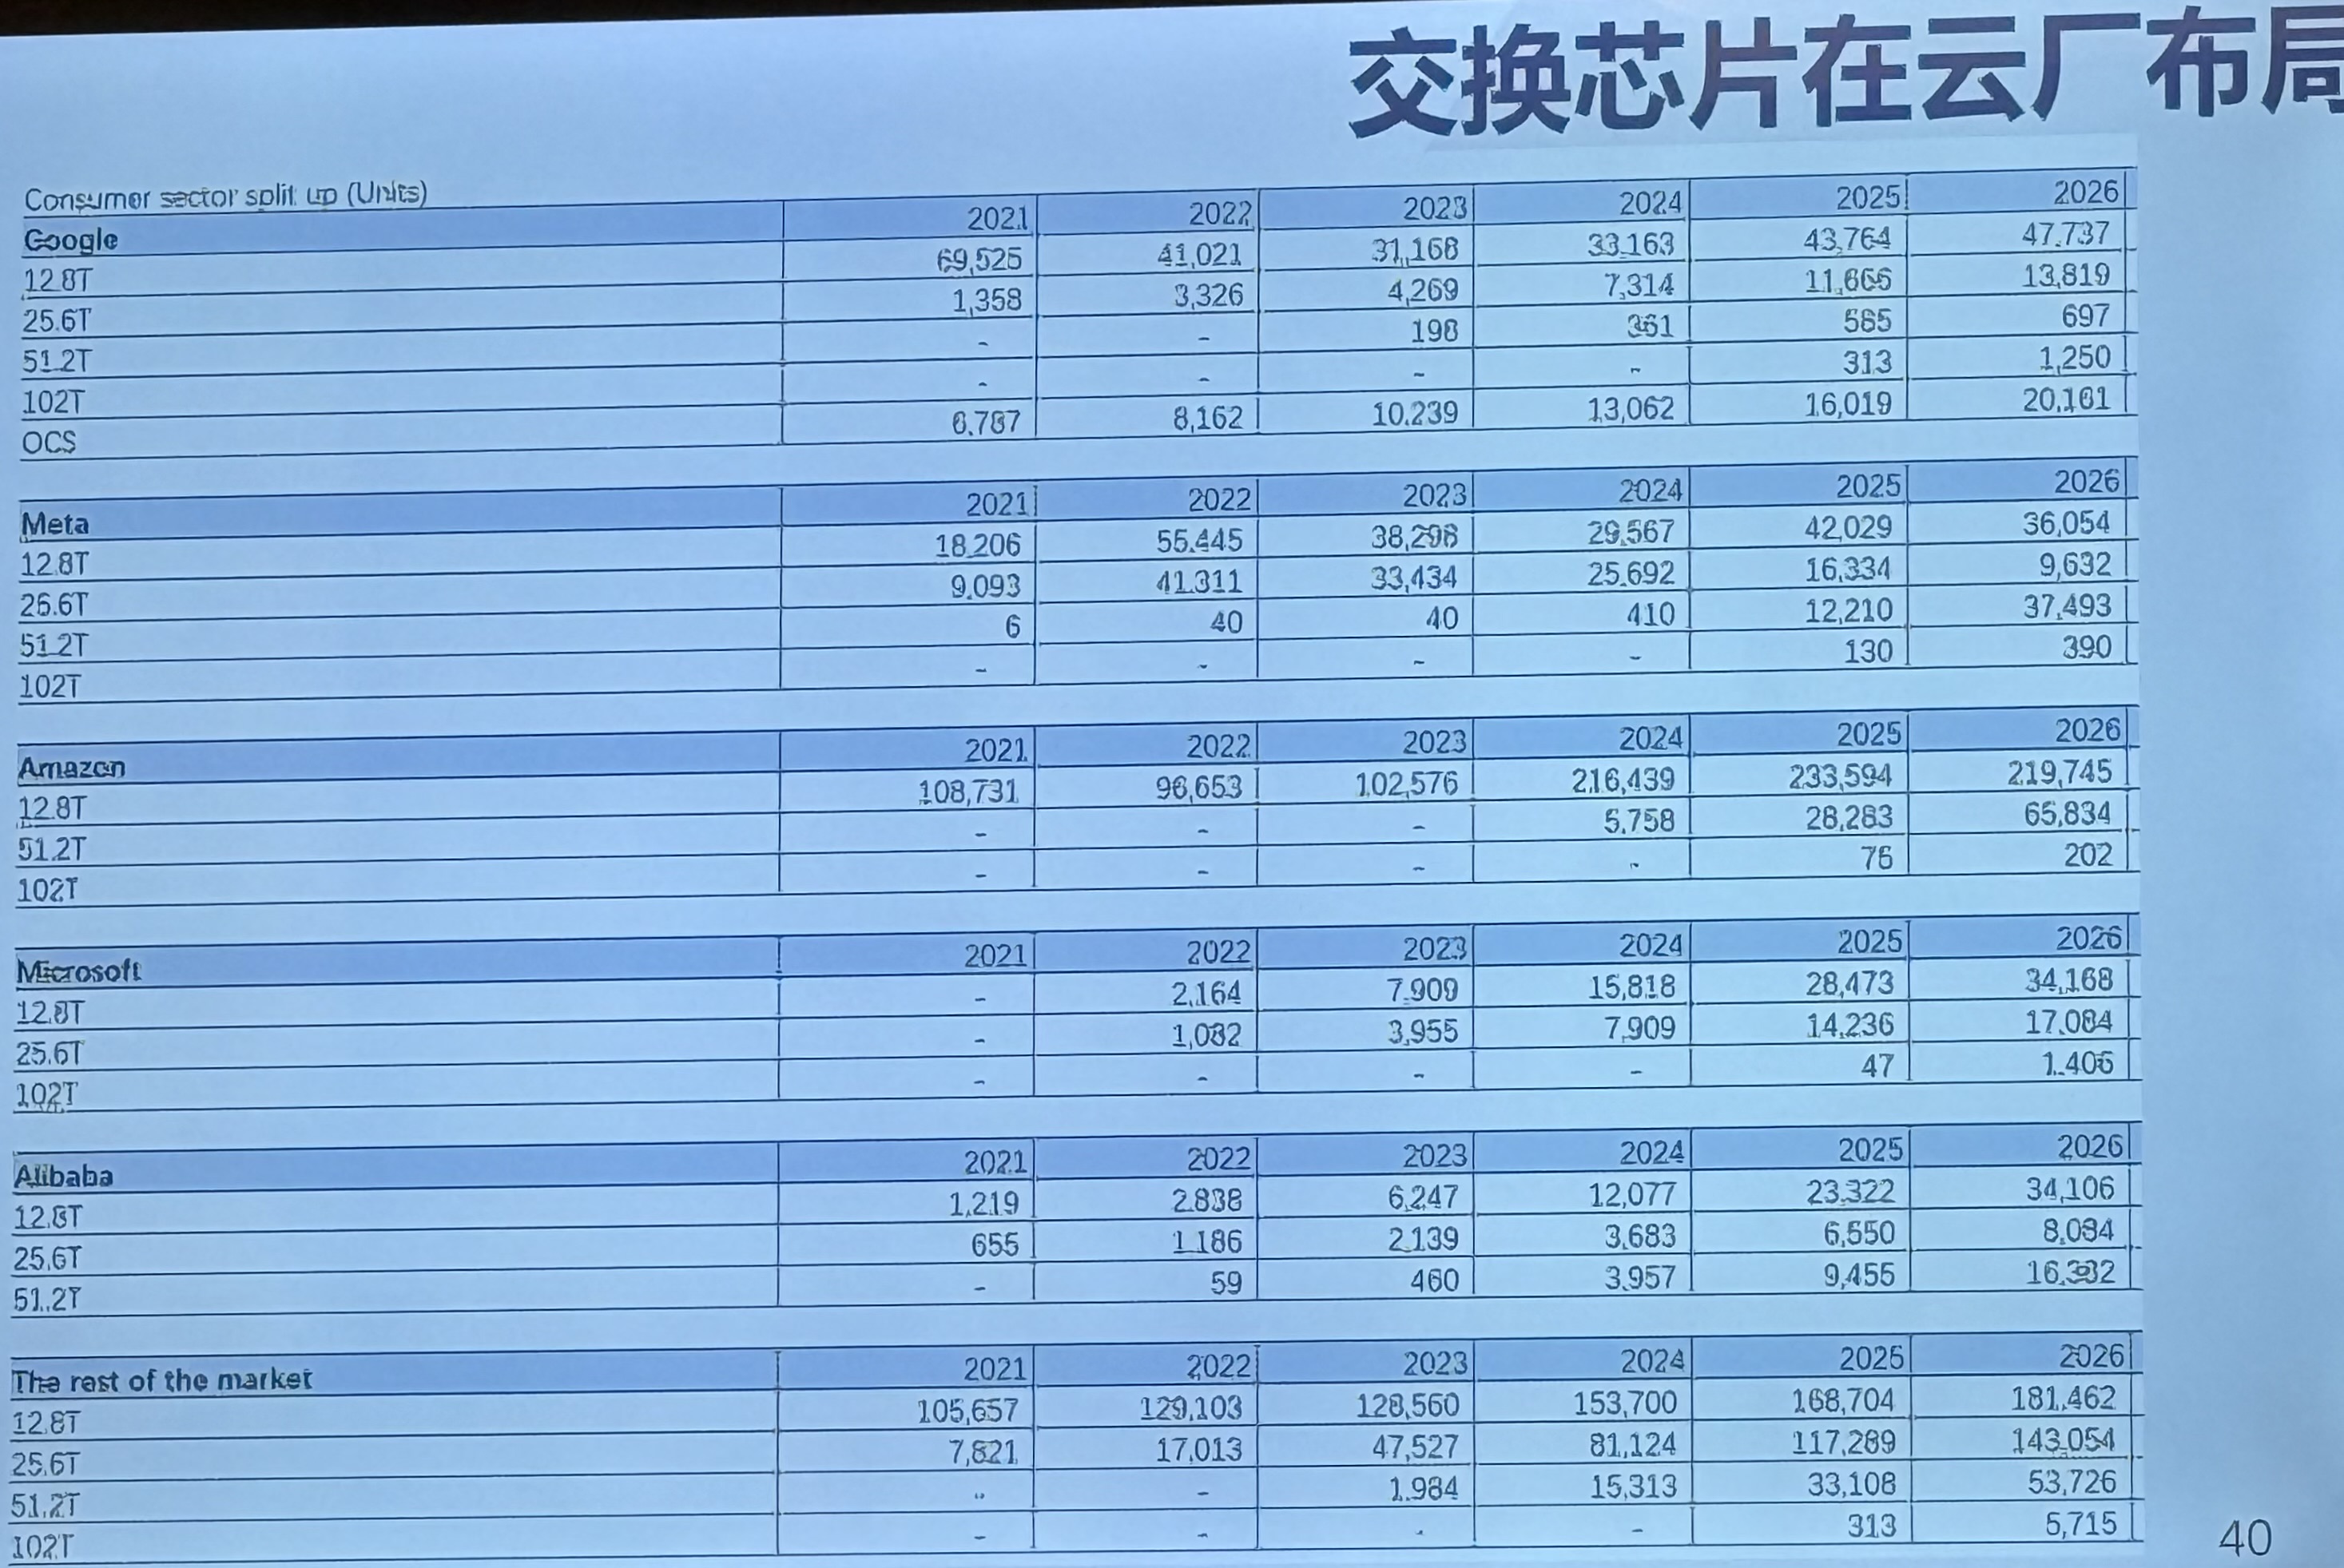 交换芯片在云厂布局
Consumer sector split up (Units)
Google 2021 2022 2023 2024 2025 2026
12.8T 69,525 41,021 31,168 33,163 43,764 47,737
25.6T 1,358 3,326 4,269 7,314 11,666 13,819
51.2T - - 198 361 585 697
102T - - - - 313 1,250
OCS 6,787 8,162 10,239 13,062 16,019 20,161
Meta 2021 2022 2023 2024 2025 2026
12.8T 18,206 55,445 38,298 29,567 42,029 36,054
25.6T 9,093 41,311 33,434 25,692 16,334 9,632
51.2T 6 40 40 410 12,210 37,493
102T - - - - 130 390
Amazon 2021 2022 2023 2024 2025 2026
12.8T 108,731 96,653 102,576 216,439 233,594 219,745
51.2T - - - 5,758 28,283 65,834
102T - - - - 76 202
Microsoft 2021 2022 2023 2024 2025 2026
12.8T - 2,164 7,909 15,818 28,473 34,168
25.6T - 1,082 3,955 7,909 14,236 17,084
102T - - - - 47 1,406
Alibaba 2021 2022 2023 2024 2025 2026
12.8T 1,219 2,838 6,247 12,077 23,322 34,106
25.6T 655 1,186 2,139 3,683 6,550 8,084
51.2T - 59 460 3,957 9,455
The rest of the market 2021 2022 2023 2024 2025 2026
12.8T 105,657 129,103 128,560 153,700 168,704 181,462
25.6T 7,821 17,013 47,527 81,124 117,289 143,054
51.2T - - 1,984 15,313 33,108 53,726
102T - - - - 313 5,715
40